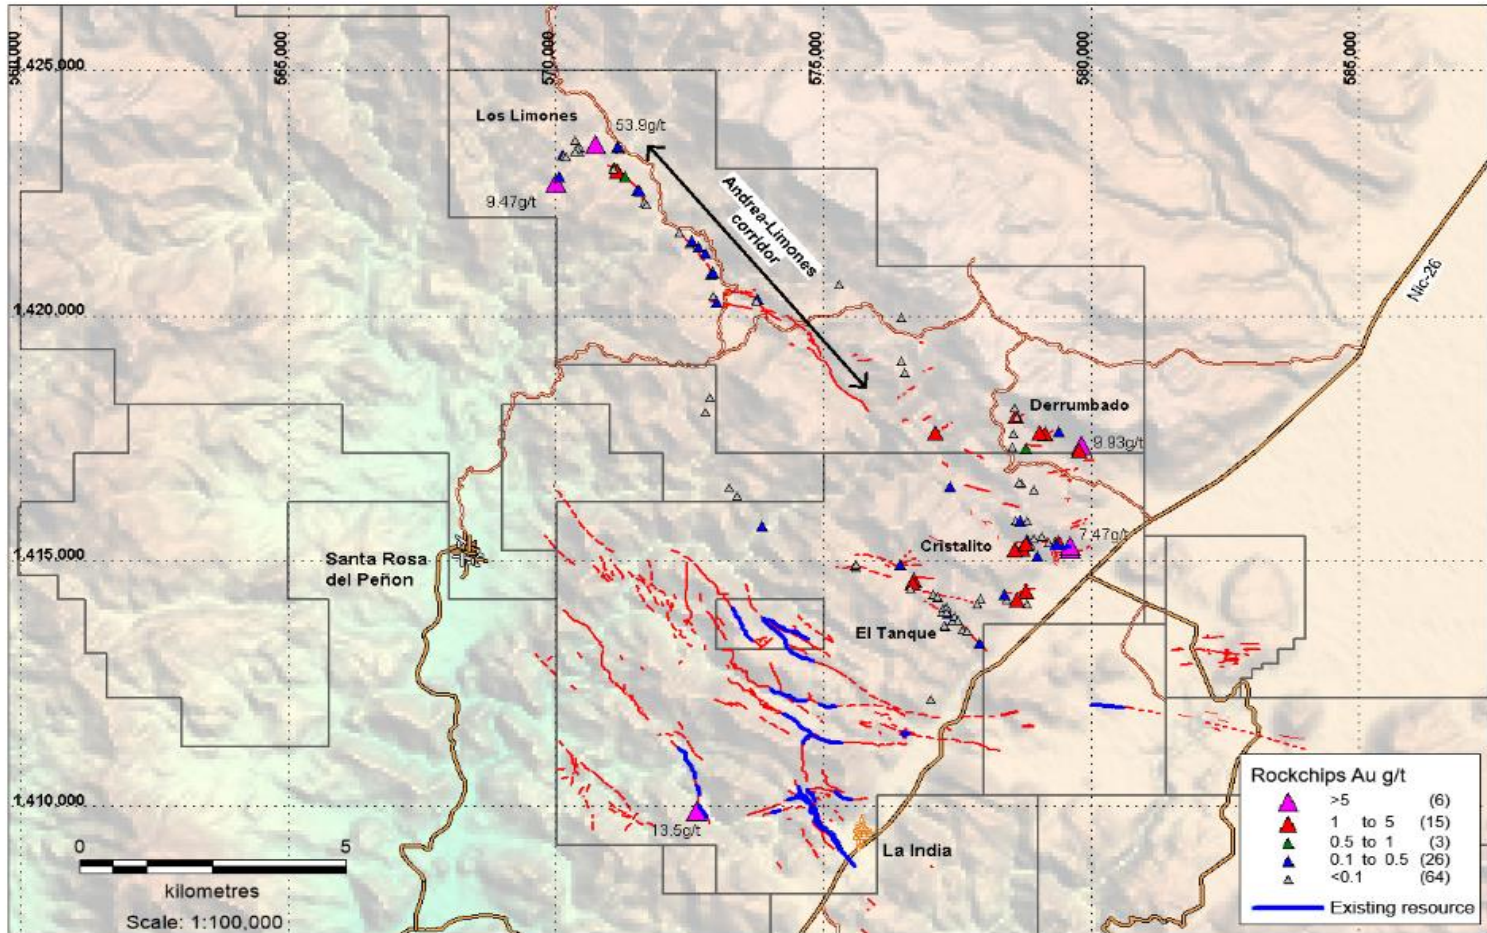 560,000
565,000
570,000
575,000
580,000
585,000
1,425,000
Los Limones
53.9g/t
9.47g/t
Andrea-Limones
corridor
Nic-26
1,420,000
Derrumbado
9.93g/t
7.47g/t
Cristalito
1,415,000
Santa Rosa
del Peñon
El Tanque
1,410,000
13.5g/t
La India
0 5
kilometres
Scale: 1:100,000
Rockchips Au g/t
>5 (6)
1 to 5 (15)
0.5 to 1 (3)
0.1 to 0.5 (26)
<0.1 (64)
Existing resource